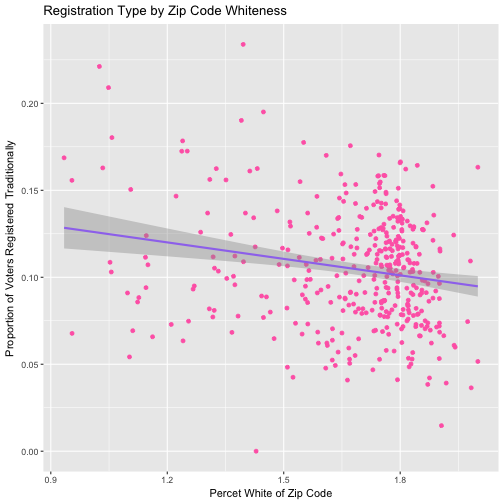 Registration Type by Zip Code Whiteness
Proportion of Voters Registered Traditionally
0.20
0.15
0.10
0.05
0.00
0.9 1.2 1.5 1.8
Percet White of Zip Code